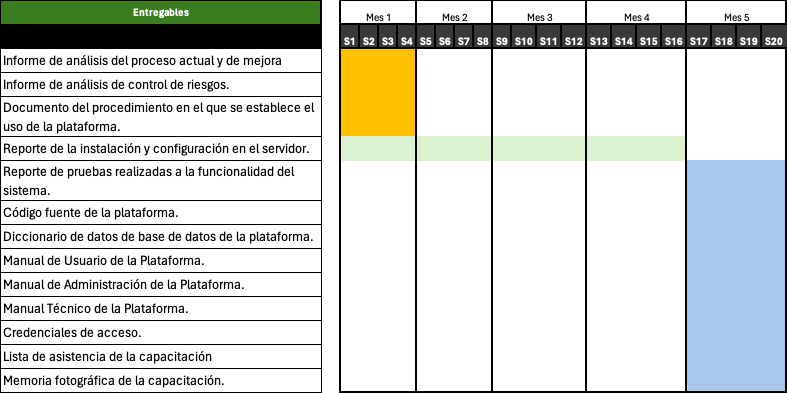 Entregables
Mes 1 Mes 2 Mes 3 Mes 4 Mes 5
S1 S2 S3 S4 S5 S6 S7 S8 S9 S10 S11 S12 S13 S14 S15 S16 S17 S18 S19 S20
Informe de análisis del proceso actual y de mejora
Informe de análisis de control de riesgos.
Documento del procedimiento en el que se establece el
uso de la plataforma.
Reporte de la instalación y configuración en el servidor.
Reporte de pruebas realizadas a la funcionalidad del
sistema.
Código fuente de la plataforma.
Diccionario de datos de base de datos de la plataforma.
Manual de Usuario de la Plataforma.
Manual de Administración de la Plataforma.
Manual Técnico de la Plataforma.
Credenciales de acceso.
Lista de asistencia de la capacitación
Memoria fotográfica de la capacitación.